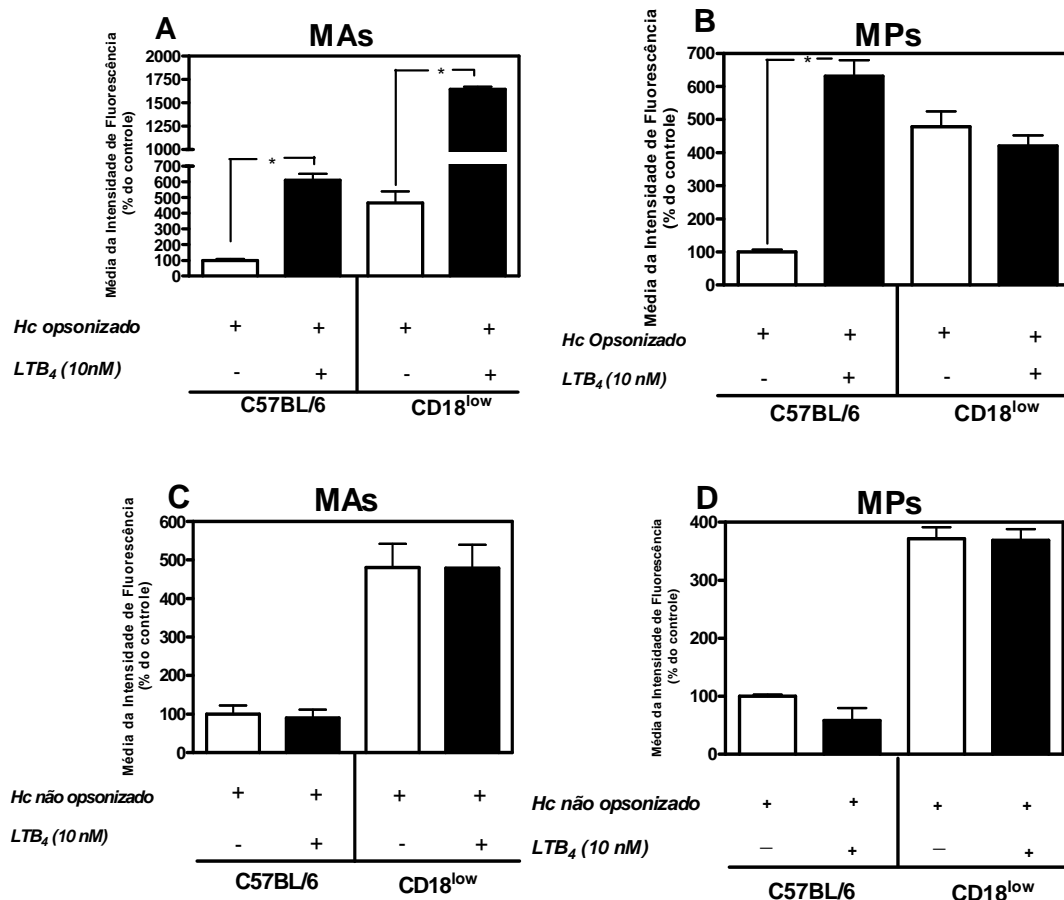 A
MAs
Média da Intensidade de Fluorescência
(% do controle)
2000
1750
1500
1250
1000
700
600
500
400
300
200
100
0
*
*
Hc opsonizado + + + +
LTB4 (10nM) - + - +
C57BL/6 CD18low
B
MPs
Média da Intensidade de Fluorescência
(% do controle)
700
600
500
400
300
200
100
0
*
Hc Opsonizado + + + +
LTB4 (10 nM) - + - +
C57BL/6 CD18low
C
MAs
Média da Intensidade de Fluorescência
(% do controle)
600
500
400
300
200
100
0
Hc não opsonizado + + + +
LTB4 (10 nM) - + - +
C57BL/6 CD18low
D
MPs
Média da Intensidade de Fluorescência
(% do controle)
400
300
200
100
0
Hc não opsonizado + + + +
LTB4 (10 nM) – + – +
C57BL/6 CD18low